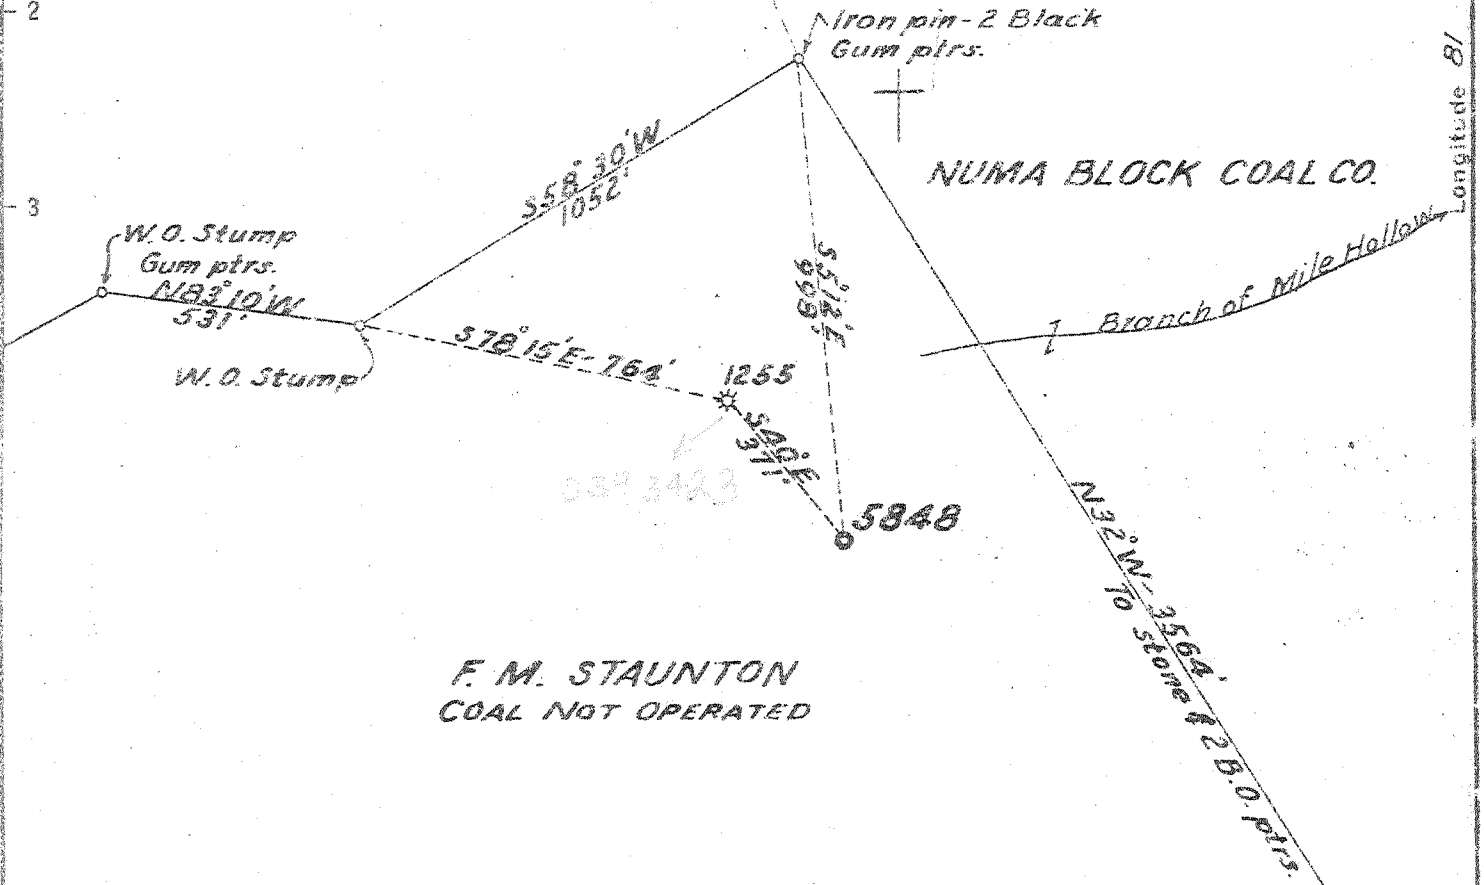 2
Iron pin - 2 Black
Gum ptrs.
Longitude 81
S58° 30' W
1052'
NUMA BLOCK COAL CO.
3
W.O. Stump
Gum ptrs.
N83° 10' W
531'
S5° 12' E
Branch of Mile Hollow
S78° 15' E - 764'
W.O. Stump
1255
S40° E
371'
5848
N32° W - 3564'
To stone & 2 B.O. ptrs.
F. M. STAUNTON
COAL NOT OPERATED